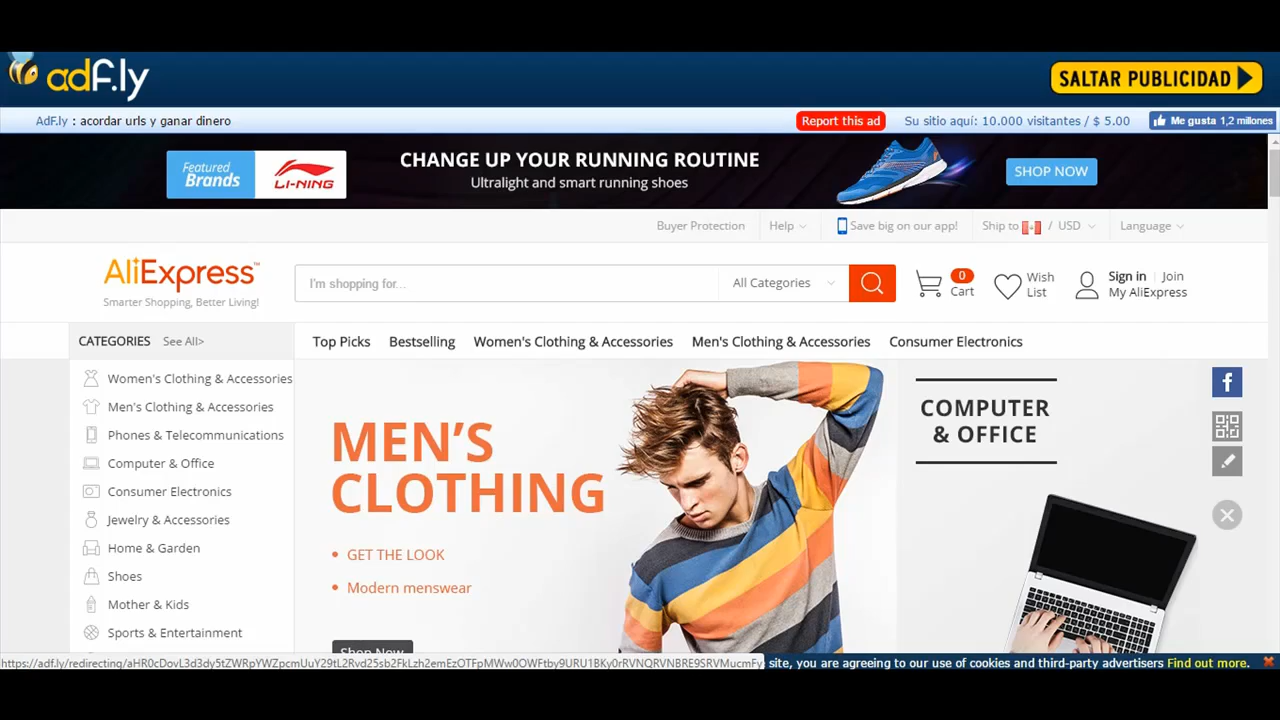 adf.ly
SALTAR PUBLICIDAD
AdF.ly : acordar urls y ganar dinero
Report this ad
Su sitio aquí: 10.000 visitantes / $ 5.00
Me gusta 1,2 millones
Featured
Brands
LI-NING
CHANGE UP YOUR RUNNING ROUTINE
Ultralight and smart running shoes
SHOP NOW
Buyer Protection
Help
Save big on our app!
Ship to / USD
Language
AliExpress™
Smarter Shopping, Better Living!
I'm shopping for...
All Categories
0
Cart
Wish
List
Sign in | Join
My AliExpress
CATEGORIES See All>
Top Picks
Bestselling
Women's Clothing & Accessories
Men's Clothing & Accessories
Consumer Electronics
Women's Clothing & Accessories
Men's Clothing & Accessories
Phones & Telecommunications
Computer & Office
Consumer Electronics
Jewelry & Accessories
Home & Garden
Shoes
Mother & Kids
Sports & Entertainment
MEN'S
CLOTHING
• GET THE LOOK
• Modern menswear
Shop Now
COMPUTER
& OFFICE
site, you are agreeing to our use of cookies and third-party advertisers Find out more.